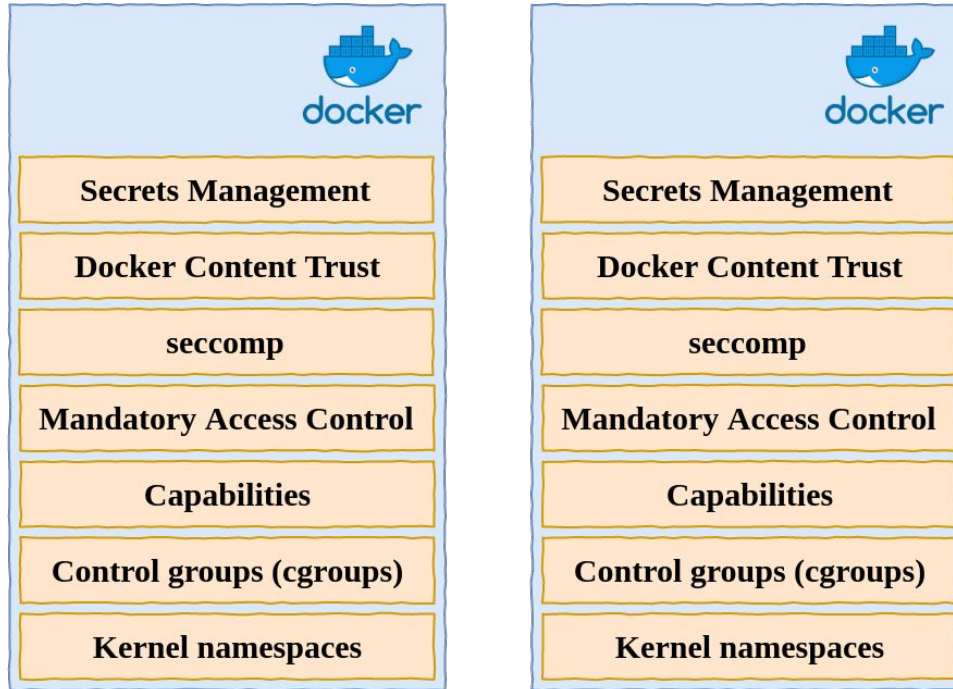 docker
Secrets Management
Docker Content Trust
seccomp
Mandatory Access Control
Capabilities
Control groups (cgroups)
Kernel namespaces
docker
Secrets Management
Docker Content Trust
seccomp
Mandatory Access Control
Capabilities
Control groups (cgroups)
Kernel namespaces